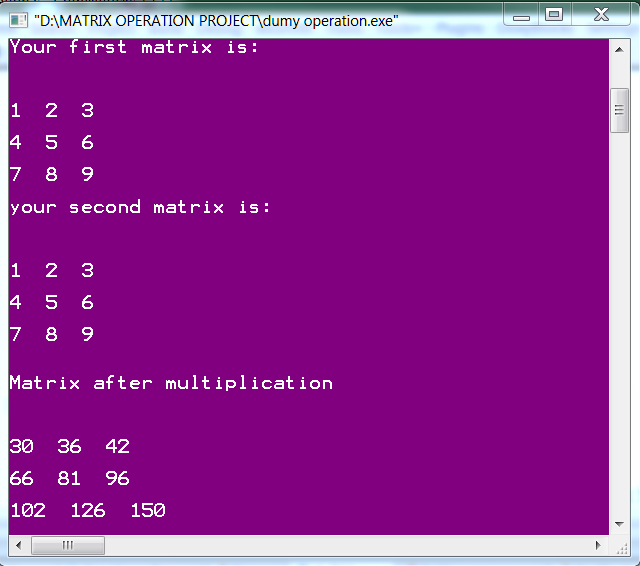 "D:\MATRIX OPERATION PROJECT\dumy operation.exe"
Your first matrix is:
1 2 3
4 5 6
7 8 9
your second matrix is:
1 2 3
4 5 6
7 8 9
Matrix after multiplication
30 36 42
66 81 96
102 126 150